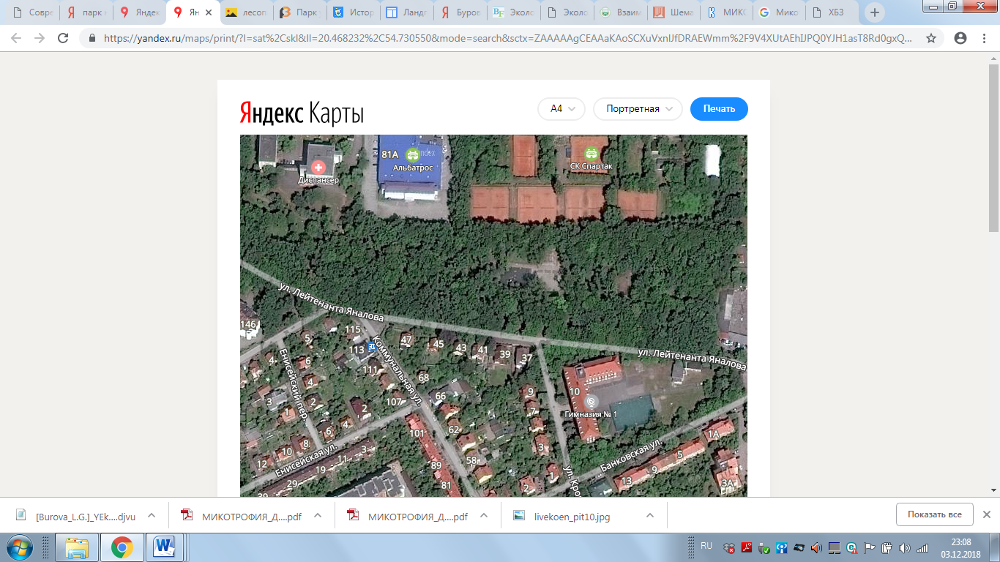 Совре
парк к
Яндек
Ян
лесоп
Парк
Истор
Ландг
Буров
Эколо
Эколо
Взаим
Шема
МИКО
Мико
ХБЗ
https://yandex.ru/maps/print/?l=sat%2Cskl&ll=20.468232%2C54.730550&mode=search&sctx=
Яндекс Карты
A4
Портретная
Печать
81А
ndex
Альбатрос
СК Спартак
Диспансер
ул. Лейтенанта Яналова
146
115
5
113
47
45
43
41
39
37
ул. Лейтенанта Яналова
4
6
111
Коммунальная ул.
68
Енисейский пер.
4
66
9
10
3
2
107
2
7
Гимназия № 1
1
4
101
62
6
8
3
3
1А
10
12
Енисейская ул.
11
19
58
Банковская ул.
5
89
9
29
81
1
13
3А
2
ул. Кро
[Burova_L.G.]_YEk....djvu
МИКОТРОФИЯ_Д....pdf
МИКОТРОФИЯ_Д....pdf
livekoen_pit10.jpg
Показать все
RU
23:08
03.12.2018